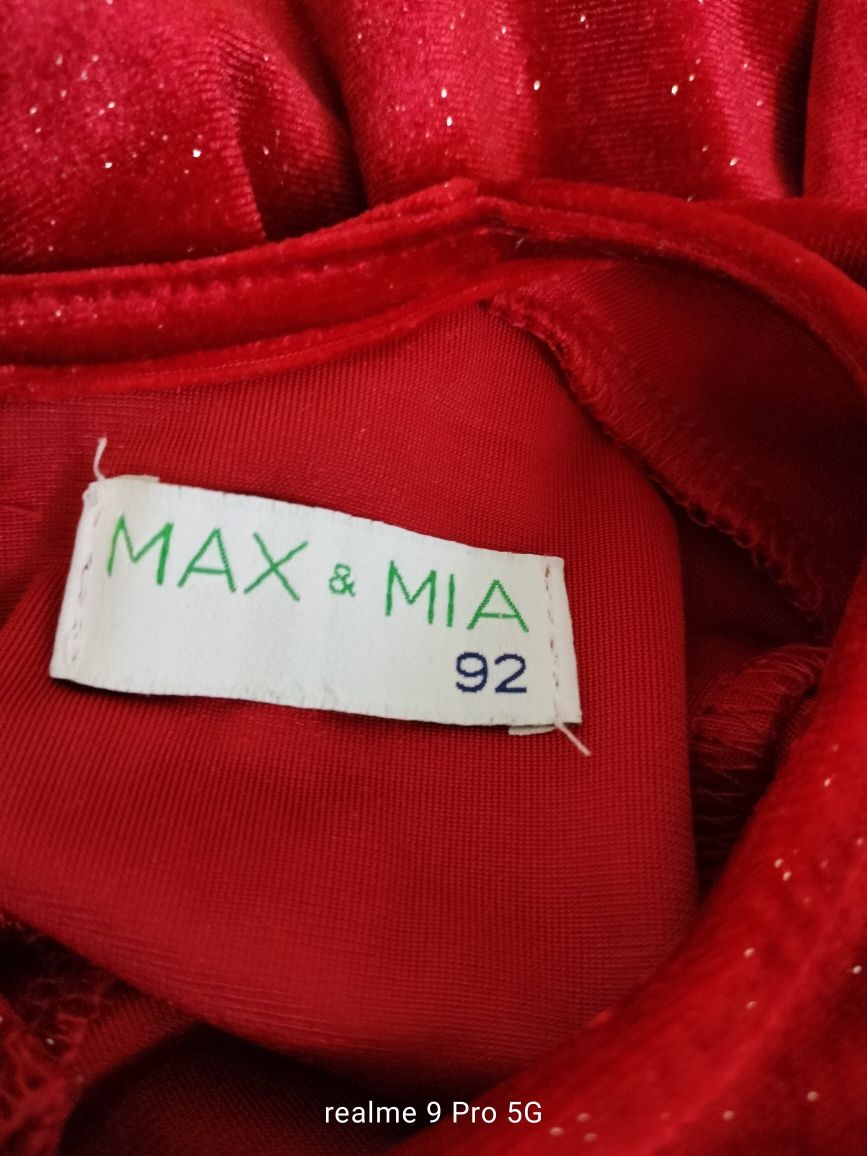 MAX & MIA
92
realme 9 Pro 5G